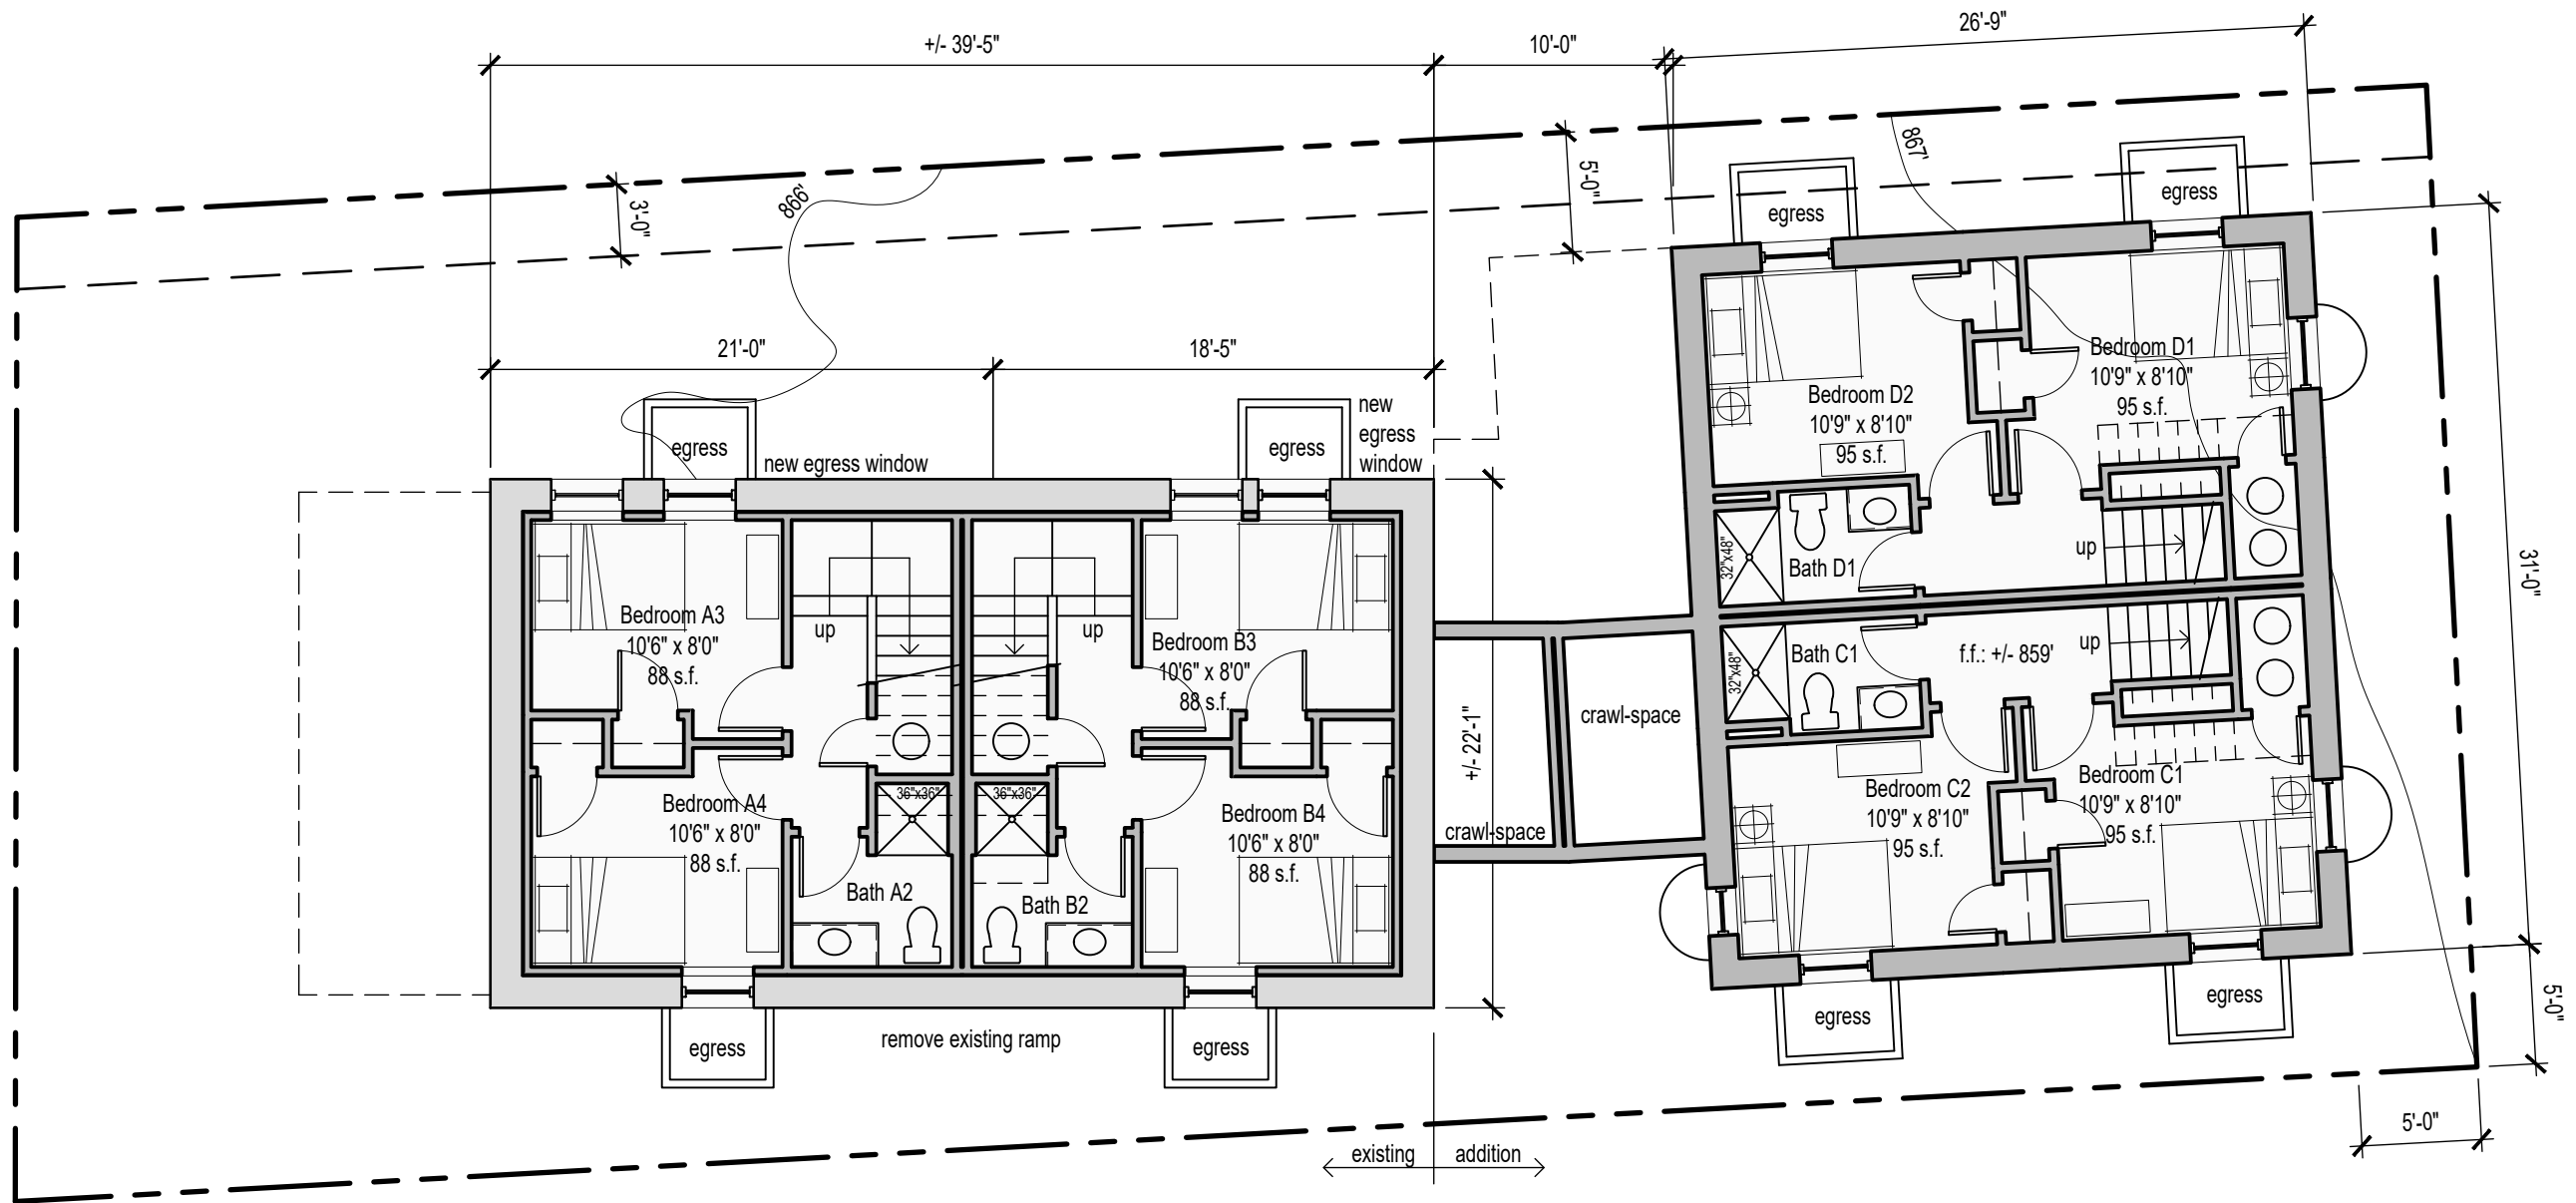 26'-9"
+/- 39'-5"
10'-0"
867'
5'-0"
egress
egress
866'
3'-0"
21'-0"
18'-5"
Bedroom D1
10'9" x 8'10"
95 s.f.
Bedroom D2
10'9" x 8'10"
95 s.f.
new
egress
window
egress
new egress window
egress
32"x48"
Bath D1
up
31'-0"
Bedroom A3
10'6" x 8'0"
88 s.f.
up
up
Bedroom B3
10'6" x 8'0"
88 s.f.
32"x48"
Bath C1
f.f.: +/- 859'
up
crawl-space
+/- 22'-1"
Bedroom A4
10'6" x 8'0"
88 s.f.
36"x36"
36"x36"
Bedroom B4
10'6" x 8'0"
88 s.f.
crawl-space
Bedroom C2
10'9" x 8'10"
95 s.f.
Bedroom C1
10'9" x 8'10"
95 s.f.
Bath A2
Bath B2
egress
remove existing ramp
egress
egress
egress
5'-0"
5'-0"
existing
addition